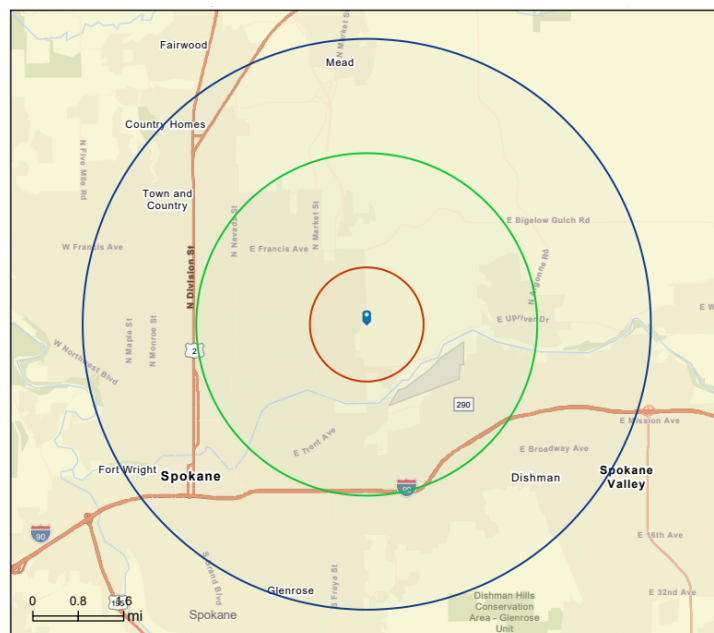 Fairwood
N Market St
Mead
Country Homes
N Five Mile Rd
Town and
Country
N Nevada St
N Market St
E Bigelow Gulch Rd
W Francis Ave
E Francis Ave
N Division St
N Argonne Rd
E Upriver Dr
E W
N Maple St
N Monroe St
2
W Northwest Blvd
290
E Mission Ave
E Trent Ave
E Broadway Ave
Fort Wright
Spokane
Dishman
Spokane
Valley
90
90
E 16th Ave
S Grand Blvd
S Freya St
Glenrose
E 32nd Ave
0
0.8
1.6
mi
195
Spokane
Dishman Hills
Conservation
Area - Glenrose
Unit